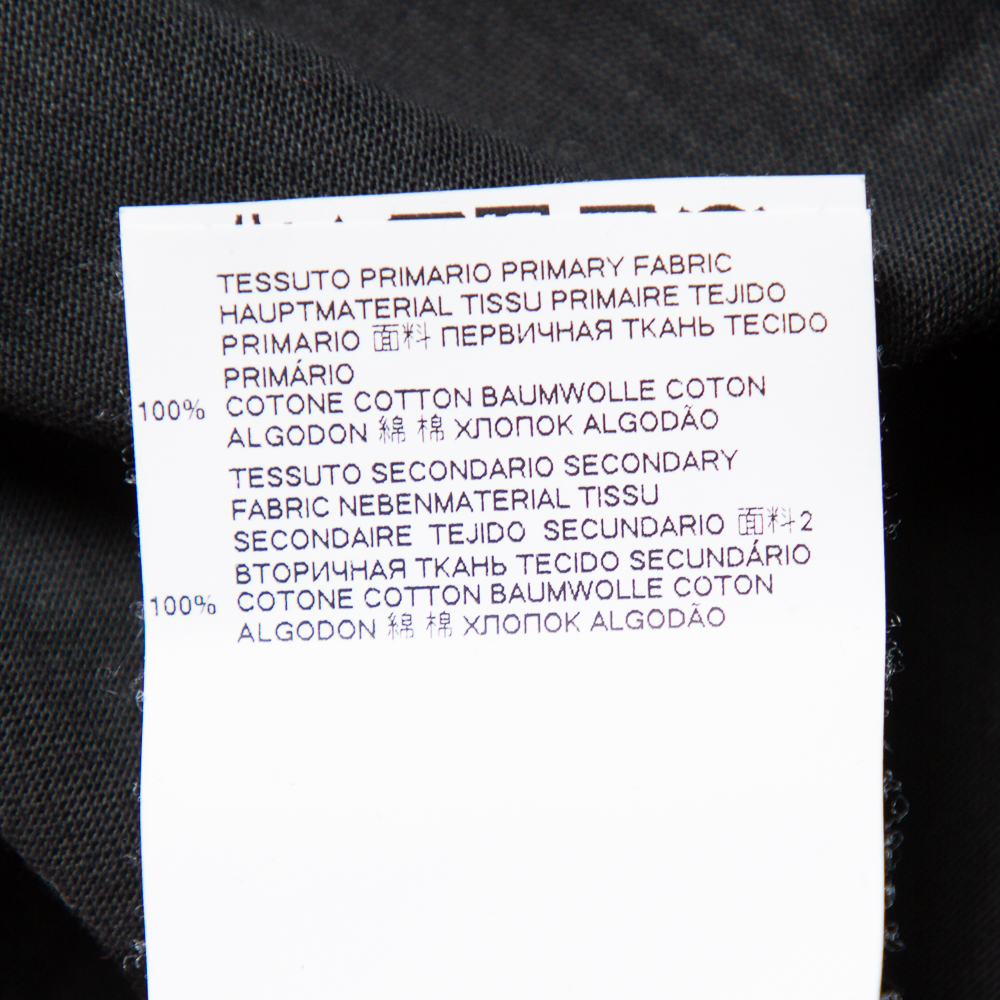 TESSUTO PRIMARIO PRIMARY FABRIC
HAUPTMATERIAL TISSU PRIMAIRE TEJIDO
PRIMARIO 面料 ПЕРВИЧНАЯ ТКАНЬ TECIDO
PRIMÁRIO
100% COTONE COTTON BAUMWOLLE COTON
ALGODON 綿 棉 ХЛОПОК ALGODÃO
TESSUTO SECONDARIO SECONDARY
FABRIC NEBENMATERIAL TISSU
SECONDAIRE TEJIDO SECUNDARIO 面料2
ВТОРИЧНАЯ ТКАНЬ TECIDO SECUNDÁRIO
100% COTONE COTTON BAUMWOLLE COTON
ALGODON 綿 棉 ХЛОПОК ALGODÃO